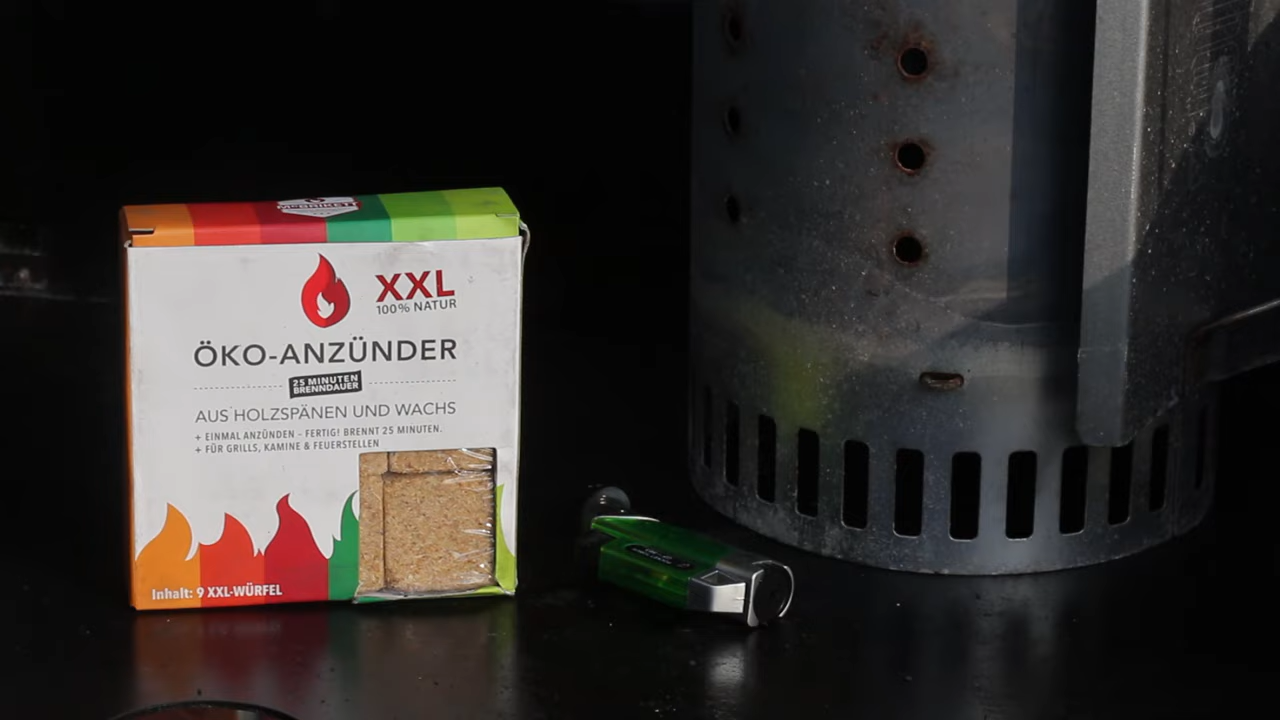 McBRIKETT
XXL
100% NATUR
ÖKO-ANZÜNDER
25 MINUTEN
BRENNDAUER
AUS HOLZSPÄNEN UND WACHS
+ EINMAL ANZÜNDEN – FERTIG! BRENNT 25 MINUTEN.
+ FÜR GRILLS, KAMINE & FEUERSTELLEN
Inhalt: 9 XXL-WÜRFEL